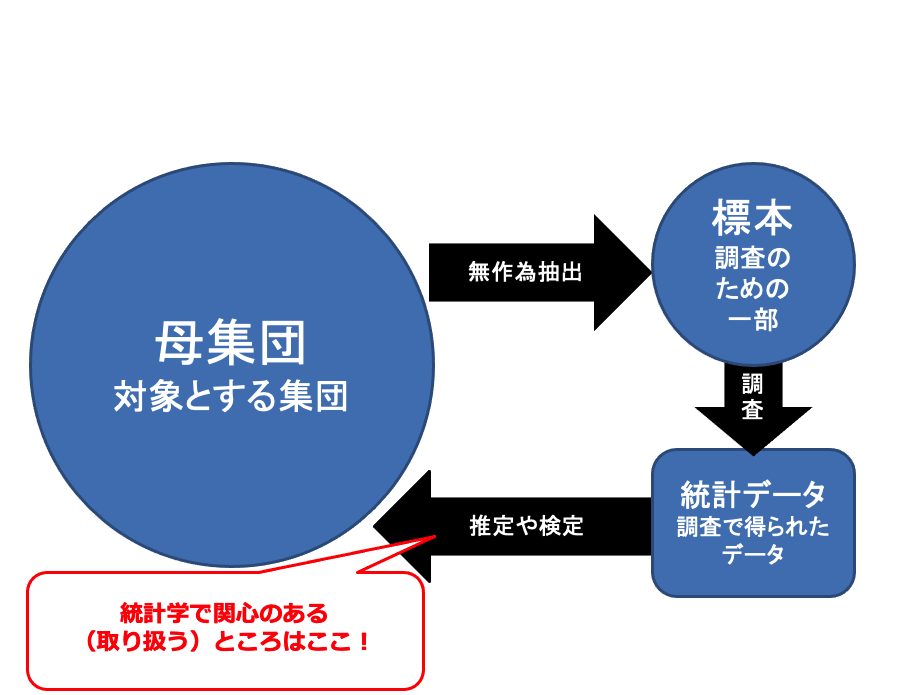 母集団
対象とする集団
無作為抽出
標本
調査の
ための
一部
調
査
統計データ
調査で得られた
データ
推定や検定
統計学で関心のある
（取り扱う）ところはここ！